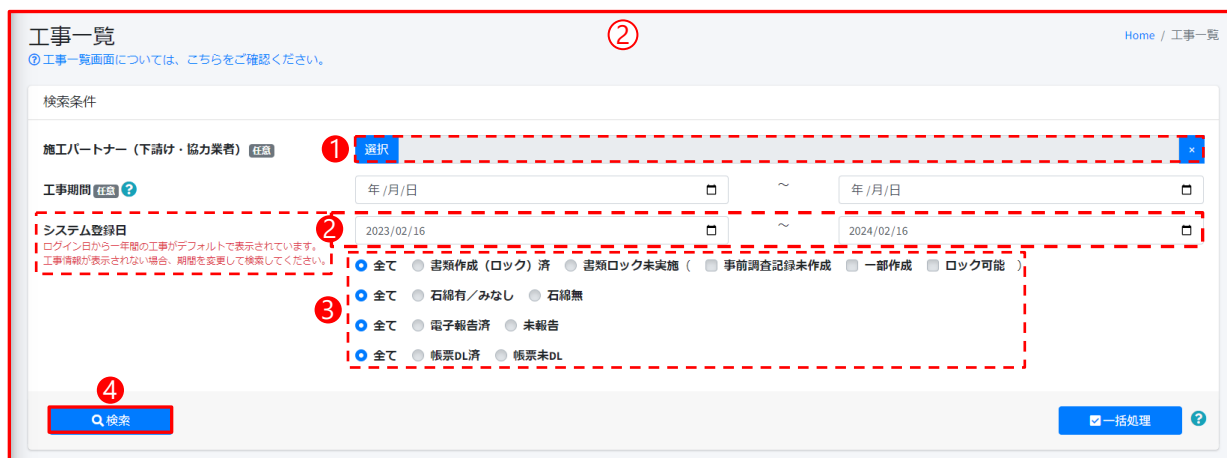 工事一覧
②
Home / 工事一覧
工事一覧画面については、こちらをご確認ください。
検索条件
施工パートナー（下請け・協力業者） 任意
1
選択
×
工事期間 任意
年/月/日
～
年/月/日
システム登録日
ログイン日から一年間の工事がデフォルトで表示されています。
工事情報が表示されない場合、期間を変更して検索してください。
2
2023/02/16
～
2024/02/16
3
全て 書類作成（ロック）済 書類ロック未実施（ 事前調査記録未作成 一部作成 ロック可能 ）
全て 石綿有／みなし 石綿無
全て 電子報告済 未報告
全て 帳票DL済 帳票未DL
4
検索
一括処理